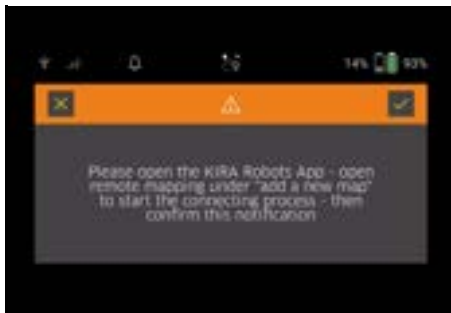 14% 93%
Please open the KIRA Robots App - open
remote mapping under "add a new map"
to start the connecting process - then
confirm this notification